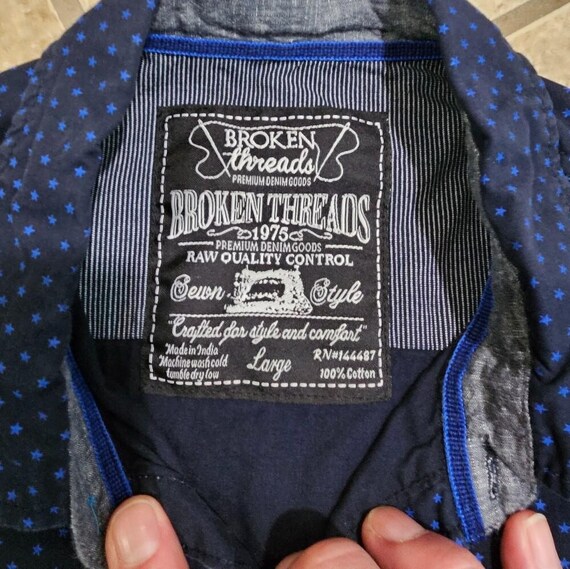 BROKEN
threads
PREMIUM DENIM GOODS
BROKEN THREADS
1975
PREMIUM DENIM GOODS
RAW QUALITY CONTROL
Sewn Style
"Crafted for style and comfort"
Made in India
Machine wash cold
tumble dry low
Large
RN#144487
100% Cotton